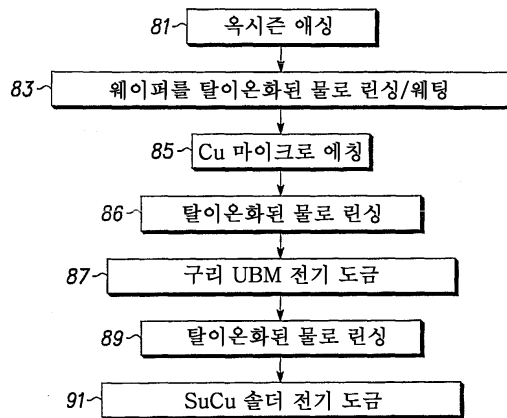 81 옥시즌 애싱
83 웨이퍼를 탈이온화된 물로 린싱/웨팅
85 Cu 마이크로 에칭
86 탈이온화된 물로 린싱
87 구리 UBM 전기 도금
89 탈이온화된 물로 린싱
91 SuCu 솔더 전기 도금